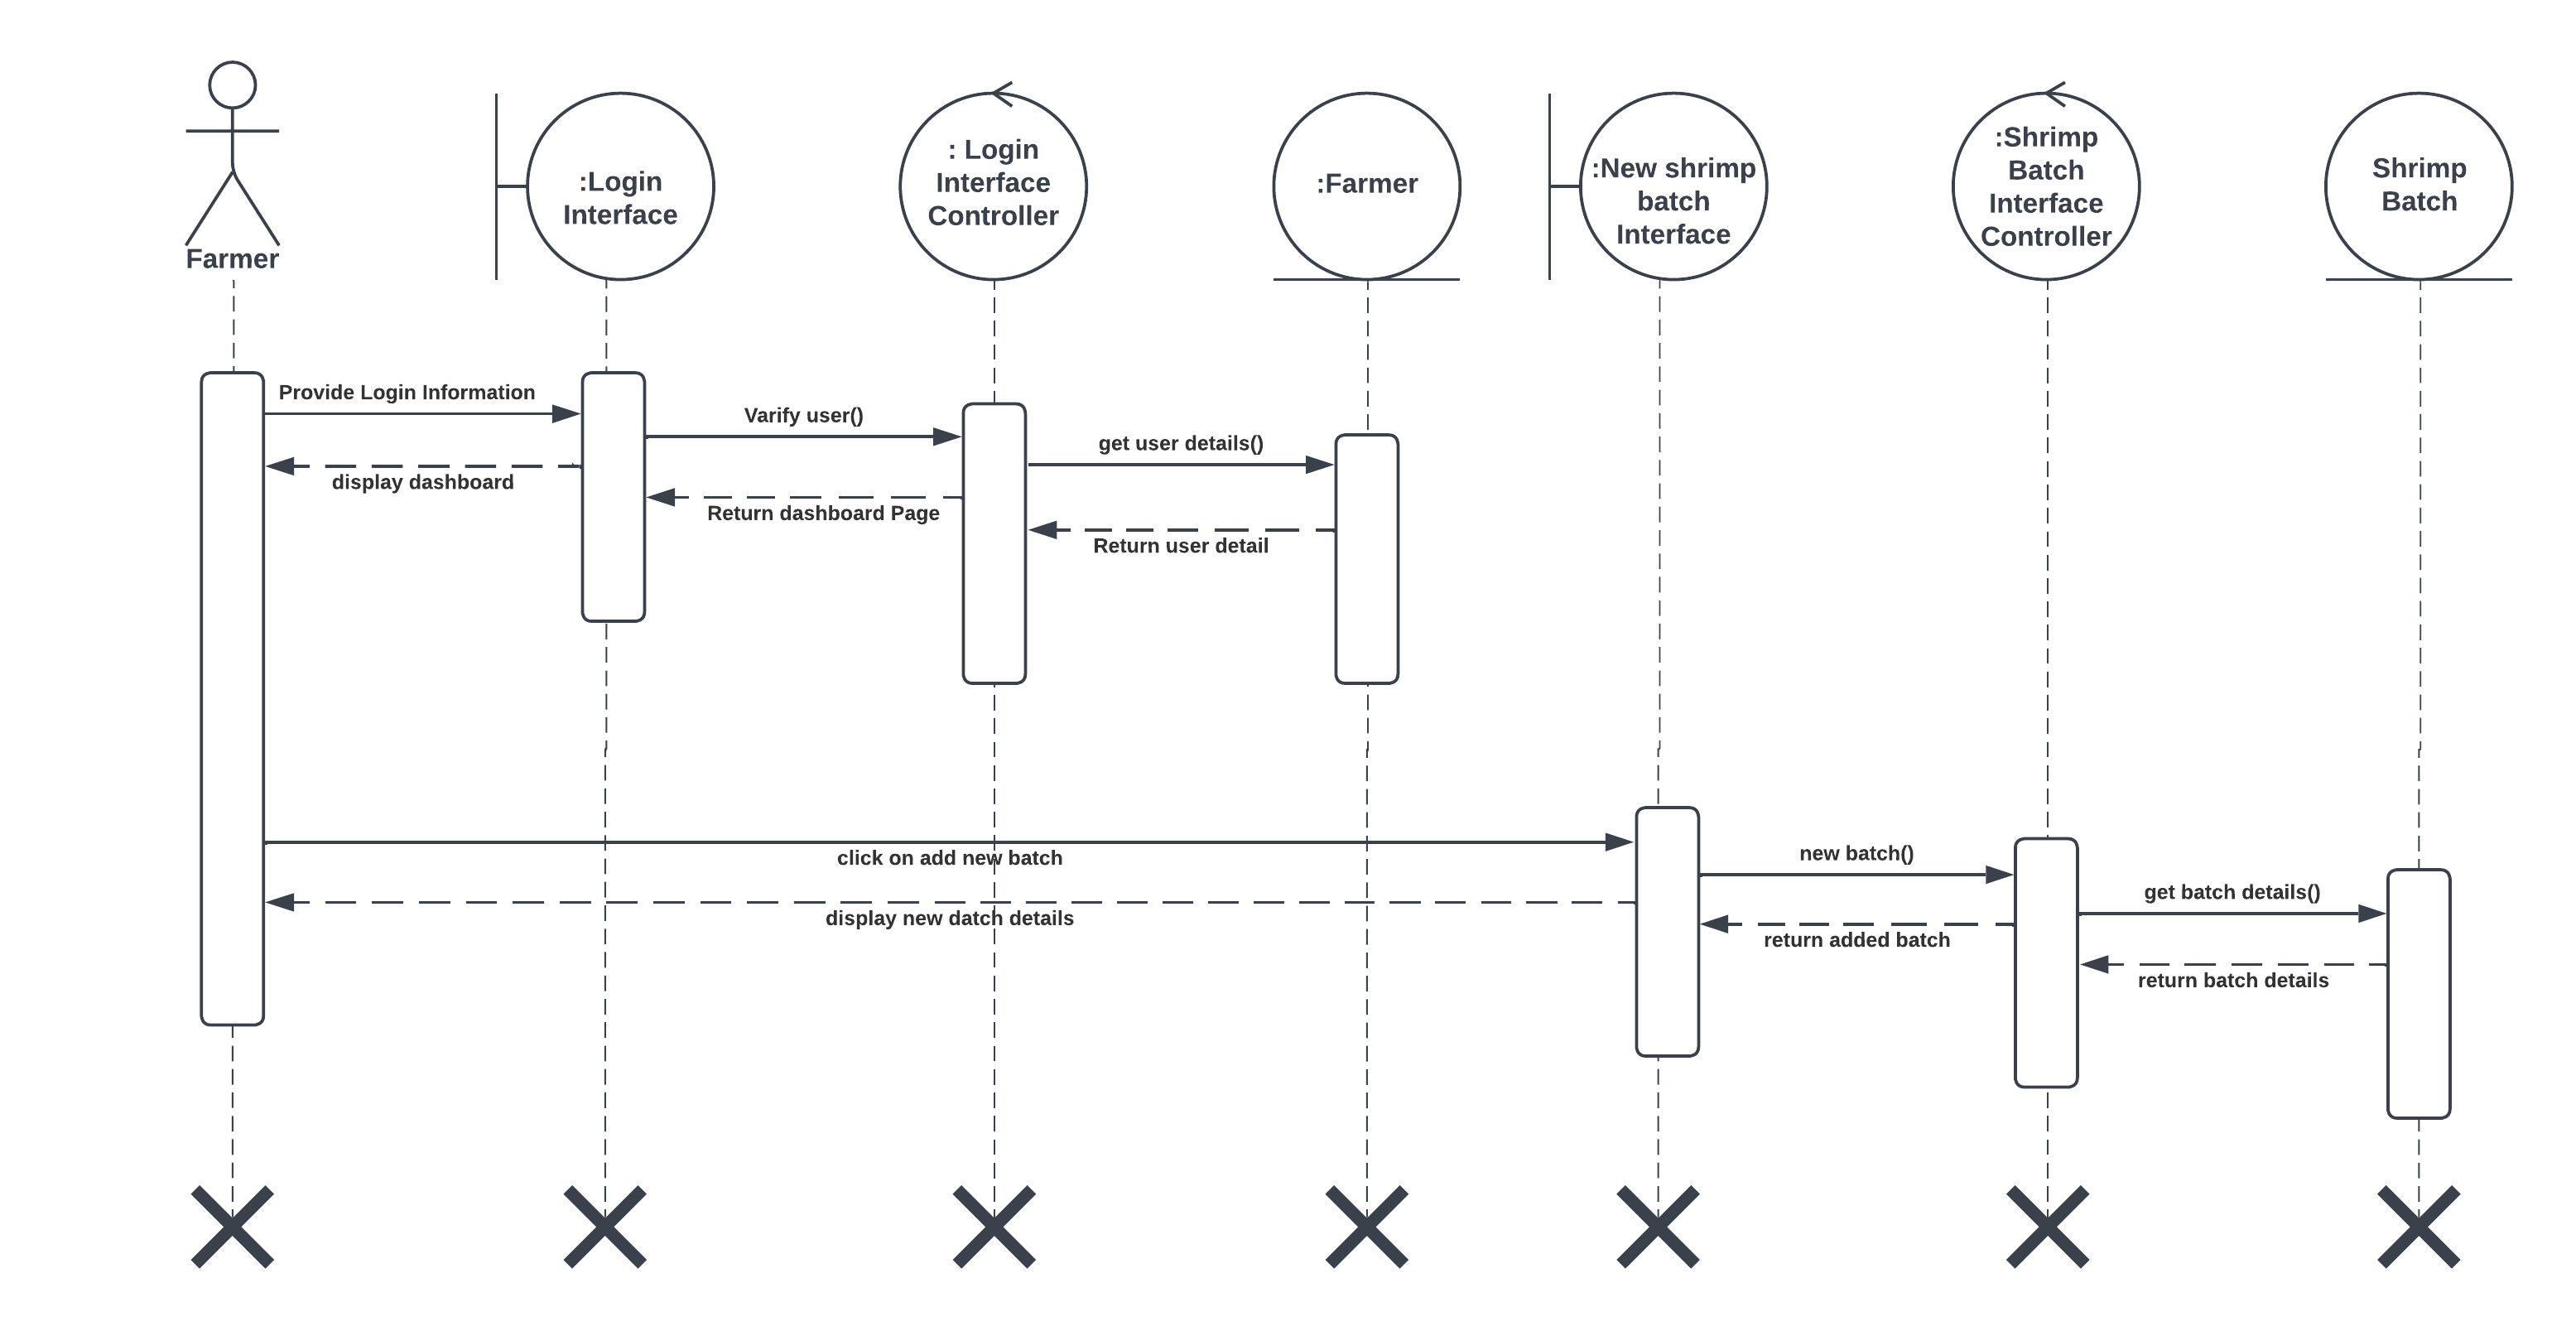 Farmer
:Login
Interface
: Login
Interface
Controller
:Farmer
:New shrimp
batch
Interface
:Shrimp
Batch
Interface
Controller
Shrimp
Batch
Provide Login Information
Varify user()
get user details()
display dashboard
Return dashboard Page
Return user detail
click on add new batch
new batch()
get batch details()
display new datch details
return added batch
return batch details